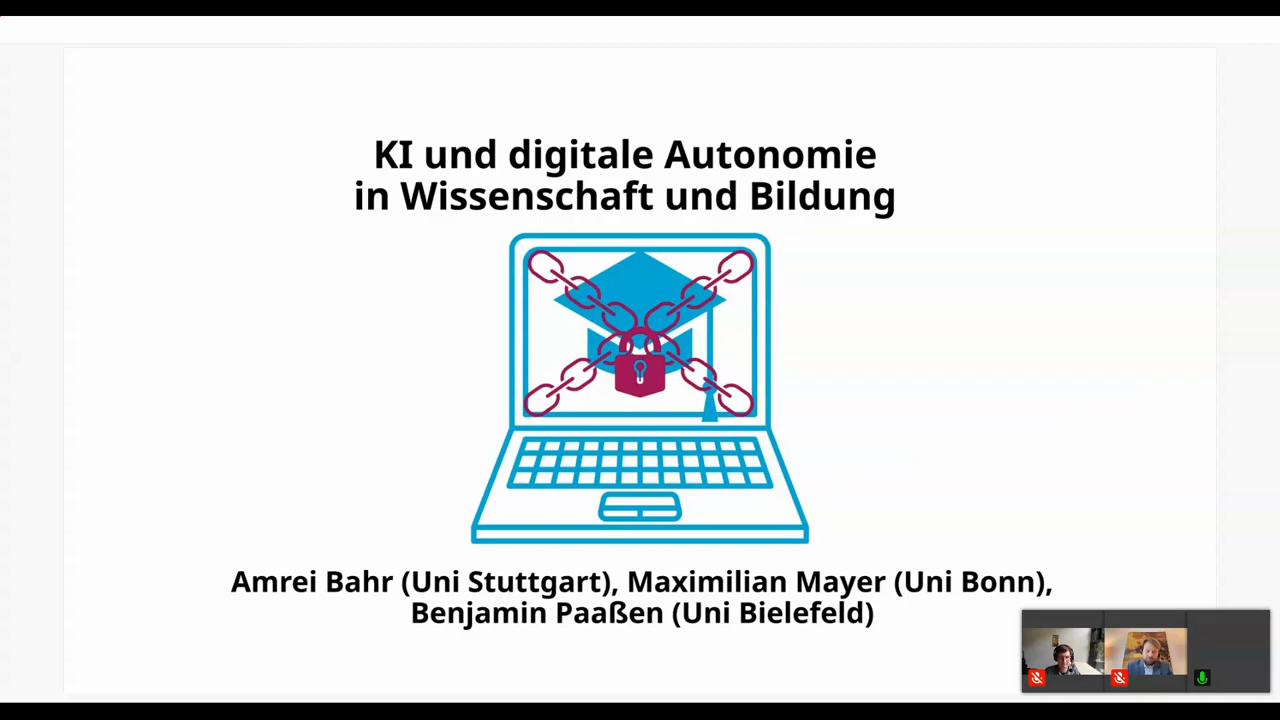 KI und digitale Autonomie
in Wissenschaft und Bildung
Amrei Bahr (Uni Stuttgart), Maximilian Mayer (Uni Bonn),
Benjamin Paaßen (Uni Bielefeld)